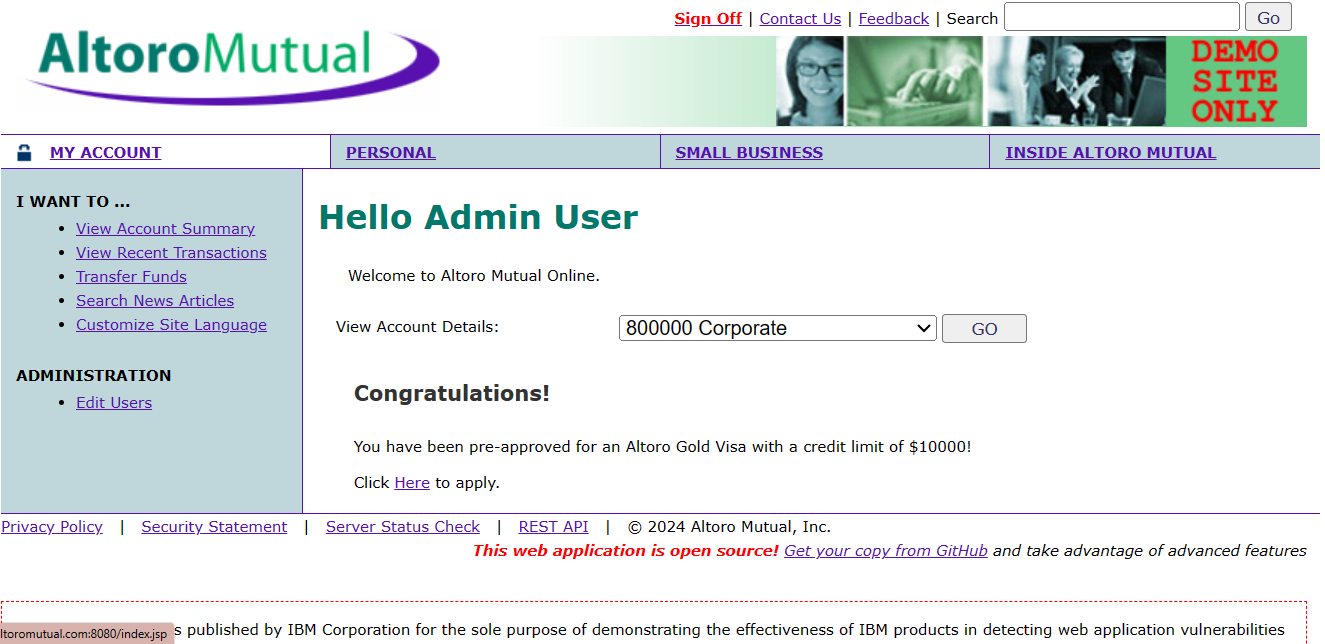 Sign Off | Contact Us | Feedback | Search Go
AltoroMutual
DEMO
SITE
ONLY
MY ACCOUNT PERSONAL SMALL BUSINESS INSIDE ALTORO MUTUAL
I WANT TO ...
• View Account Summary
• View Recent Transactions
• Transfer Funds
• Search News Articles
• Customize Site Language
ADMINISTRATION
• Edit Users
Hello Admin User
Welcome to Altoro Mutual Online.
View Account Details: 800000 Corporate GO
Congratulations!
You have been pre-approved for an Altoro Gold Visa with a credit limit of $10000!
Click Here to apply.
Privacy Policy | Security Statement | Server Status Check | REST API | © 2024 Altoro Mutual, Inc.
This web application is open source! Get your copy from GitHub and take advantage of advanced features
s published by IBM Corporation for the sole purpose of demonstrating the effectiveness of IBM products in detecting web application vulnerabilities
ltoromutual.com:8080/index.jsp